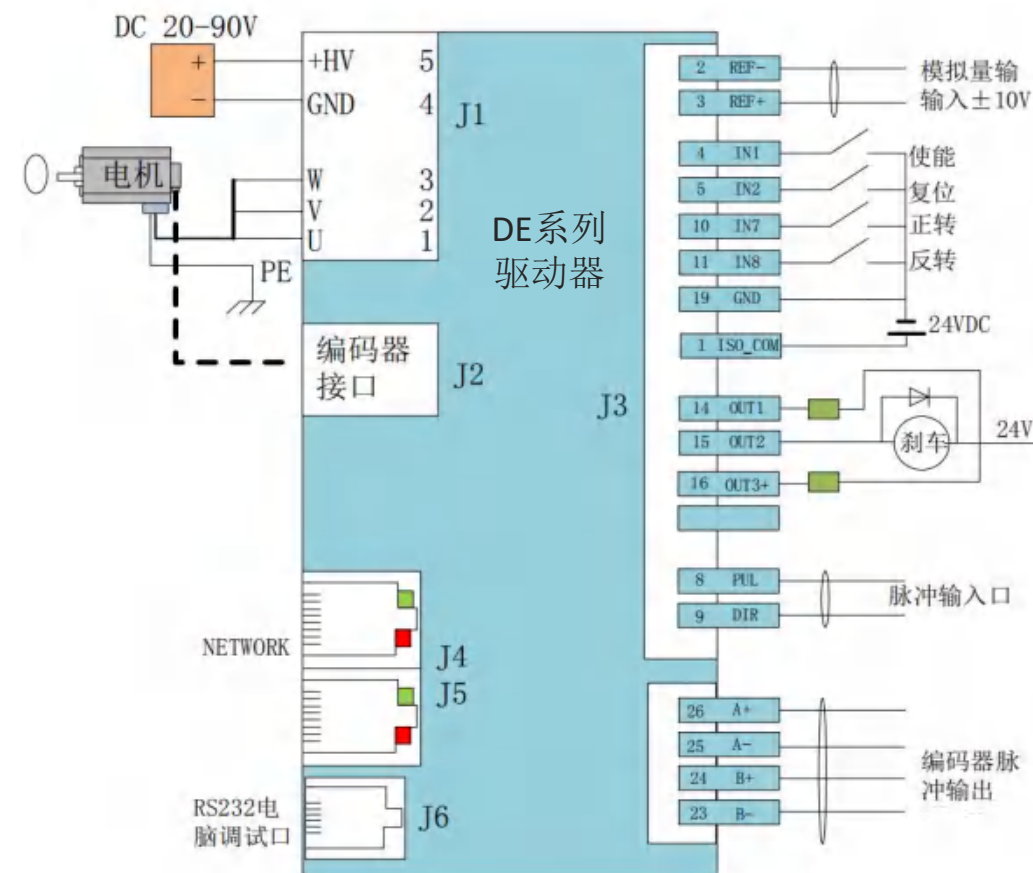 DC 20-90V
+
−
+HV 5
GND 4
J1
电机
W 3
V 2
U 1
PE
DE系列
驱动器
编码器
接口
J2
J3
NETWORK
J4
J5
RS232电
脑调试口
J6
2 REF-
3 REF+
模拟量输
输入±10V
4 IN1
使能
5 IN2
复位
10 IN7
正转
11 IN8
反转
19 GND
24VDC
1 ISO_COM
14 OUT1
15 OUT2
刹车
24V
16 OUT3+
8 PUL
9 DIR
脉冲输入口
26 A+
25 A-
24 B+
23 B-
编码器脉
冲输出